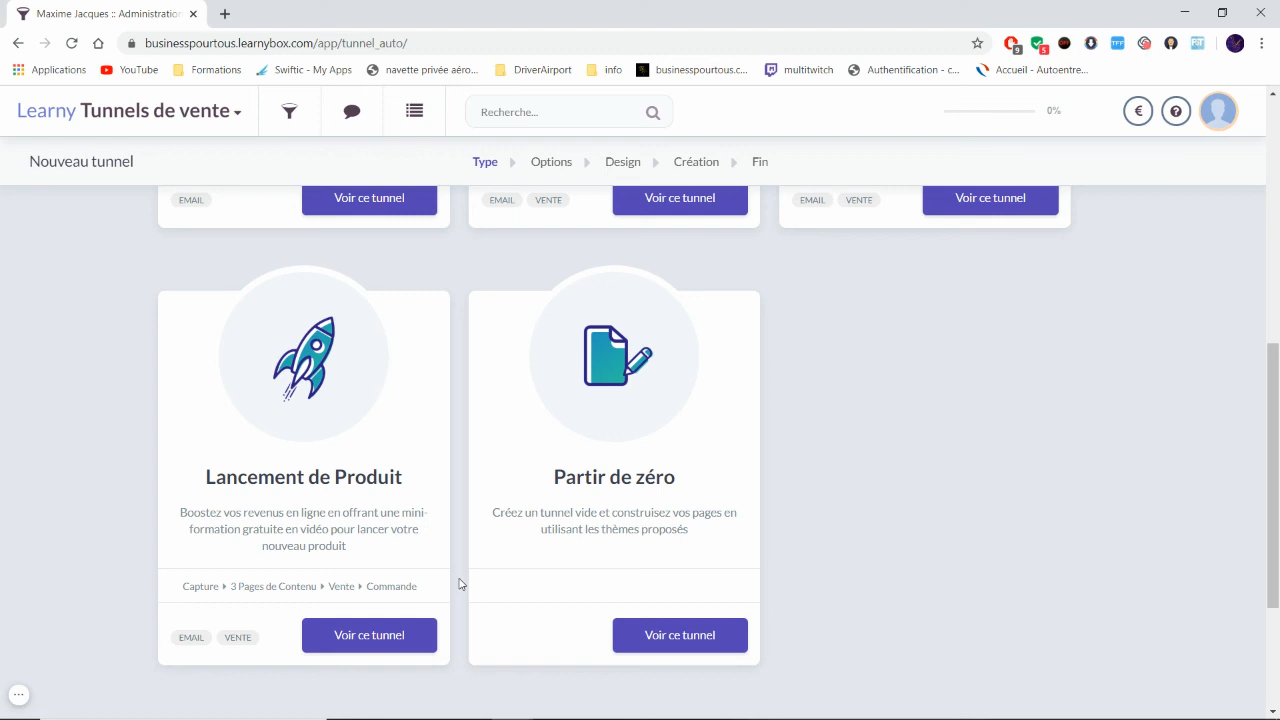 Maxime Jacques :: Administration
businesspourtous.learnybox.com/app/tunnel_auto/
9
5
Applications
YouTube
Formations
Swiftic - My Apps
navette privée aéro...
DriverAirport
info
businesspourtous.c...
multitwitch
Authentification - c...
Accueil - Autoentre...
Learny Tunnels de vente
Recherche...
0%
€
?
Nouveau tunnel
Type
Options
Design
Création
Fin
EMAIL
Voir ce tunnel
EMAIL
VENTE
Voir ce tunnel
EMAIL
VENTE
Voir ce tunnel
Lancement de Produit
Boostez vos revenus en ligne en offrant une mini-
formation gratuite en vidéo pour lancer votre
nouveau produit
Capture
3 Pages de Contenu
Vente
Commande
EMAIL
VENTE
Voir ce tunnel
Partir de zéro
Créez un tunnel vide et construisez vos pages en
utilisant les thèmes proposés
Voir ce tunnel